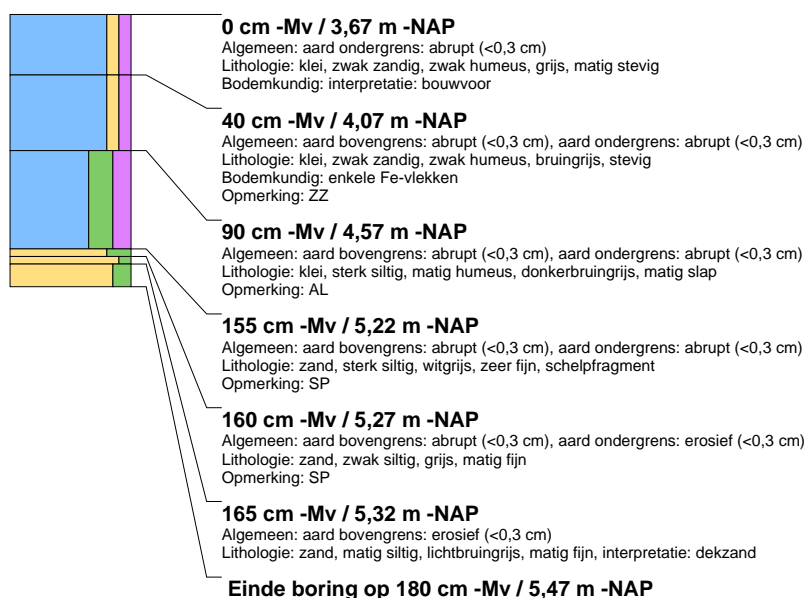 0 cm -Mv / 3,67 m -NAP
Algemeen: aard ondergrens: abrupt (<0,3 cm)
Lithologie: klei, zwak zandig, zwak humeus, grijs, matig stevig
Bodemkundig: interpretatie: bouwvoor
40 cm -Mv / 4,07 m -NAP
Algemeen: aard bovengrens: abrupt (<0,3 cm), aard ondergrens: abrupt (<0,3 cm)
Lithologie: klei, zwak zandig, zwak humeus, bruingrijs, stevig
Bodemkundig: enkele Fe-vlekken
Opmerking: ZZ
90 cm -Mv / 4,57 m -NAP
Algemeen: aard bovengrens: abrupt (<0,3 cm), aard ondergrens: abrupt (<0,3 cm)
Lithologie: klei, sterk siltig, matig humeus, donkerbruingrijs, matig slap
Opmerking: AL
155 cm -Mv / 5,22 m -NAP
Algemeen: aard bovengrens: abrupt (<0,3 cm), aard ondergrens: abrupt (<0,3 cm)
Lithologie: zand, sterk siltig, witgrijs, zeer fijn, schelpfragment
Opmerking: SP
160 cm -Mv / 5,27 m -NAP
Algemeen: aard bovengrens: abrupt (<0,3 cm), aard ondergrens: erosief (<0,3 cm)
Lithologie: zand, zwak siltig, grijs, matig fijn
Opmerking: SP
165 cm -Mv / 5,32 m -NAP
Algemeen: aard bovengrens: erosief (<0,3 cm)
Lithologie: zand, matig siltig, lichtbruingrijs, matig fijn, interpretatie: dekzand
Einde boring op 180 cm -Mv / 5,47 m -NAP